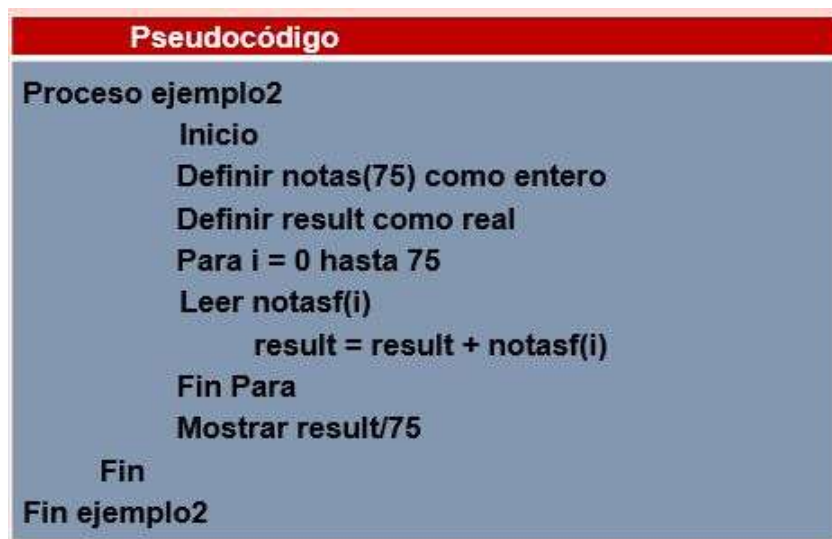 Pseudocódigo
Proceso ejemplo2
Inicio
Definir notas(75) como entero
Definir result como real
Para i = 0 hasta 75
Leer notasf(i)
result = result + notasf(i)
Fin Para
Mostrar result/75
Fin
Fin ejemplo2